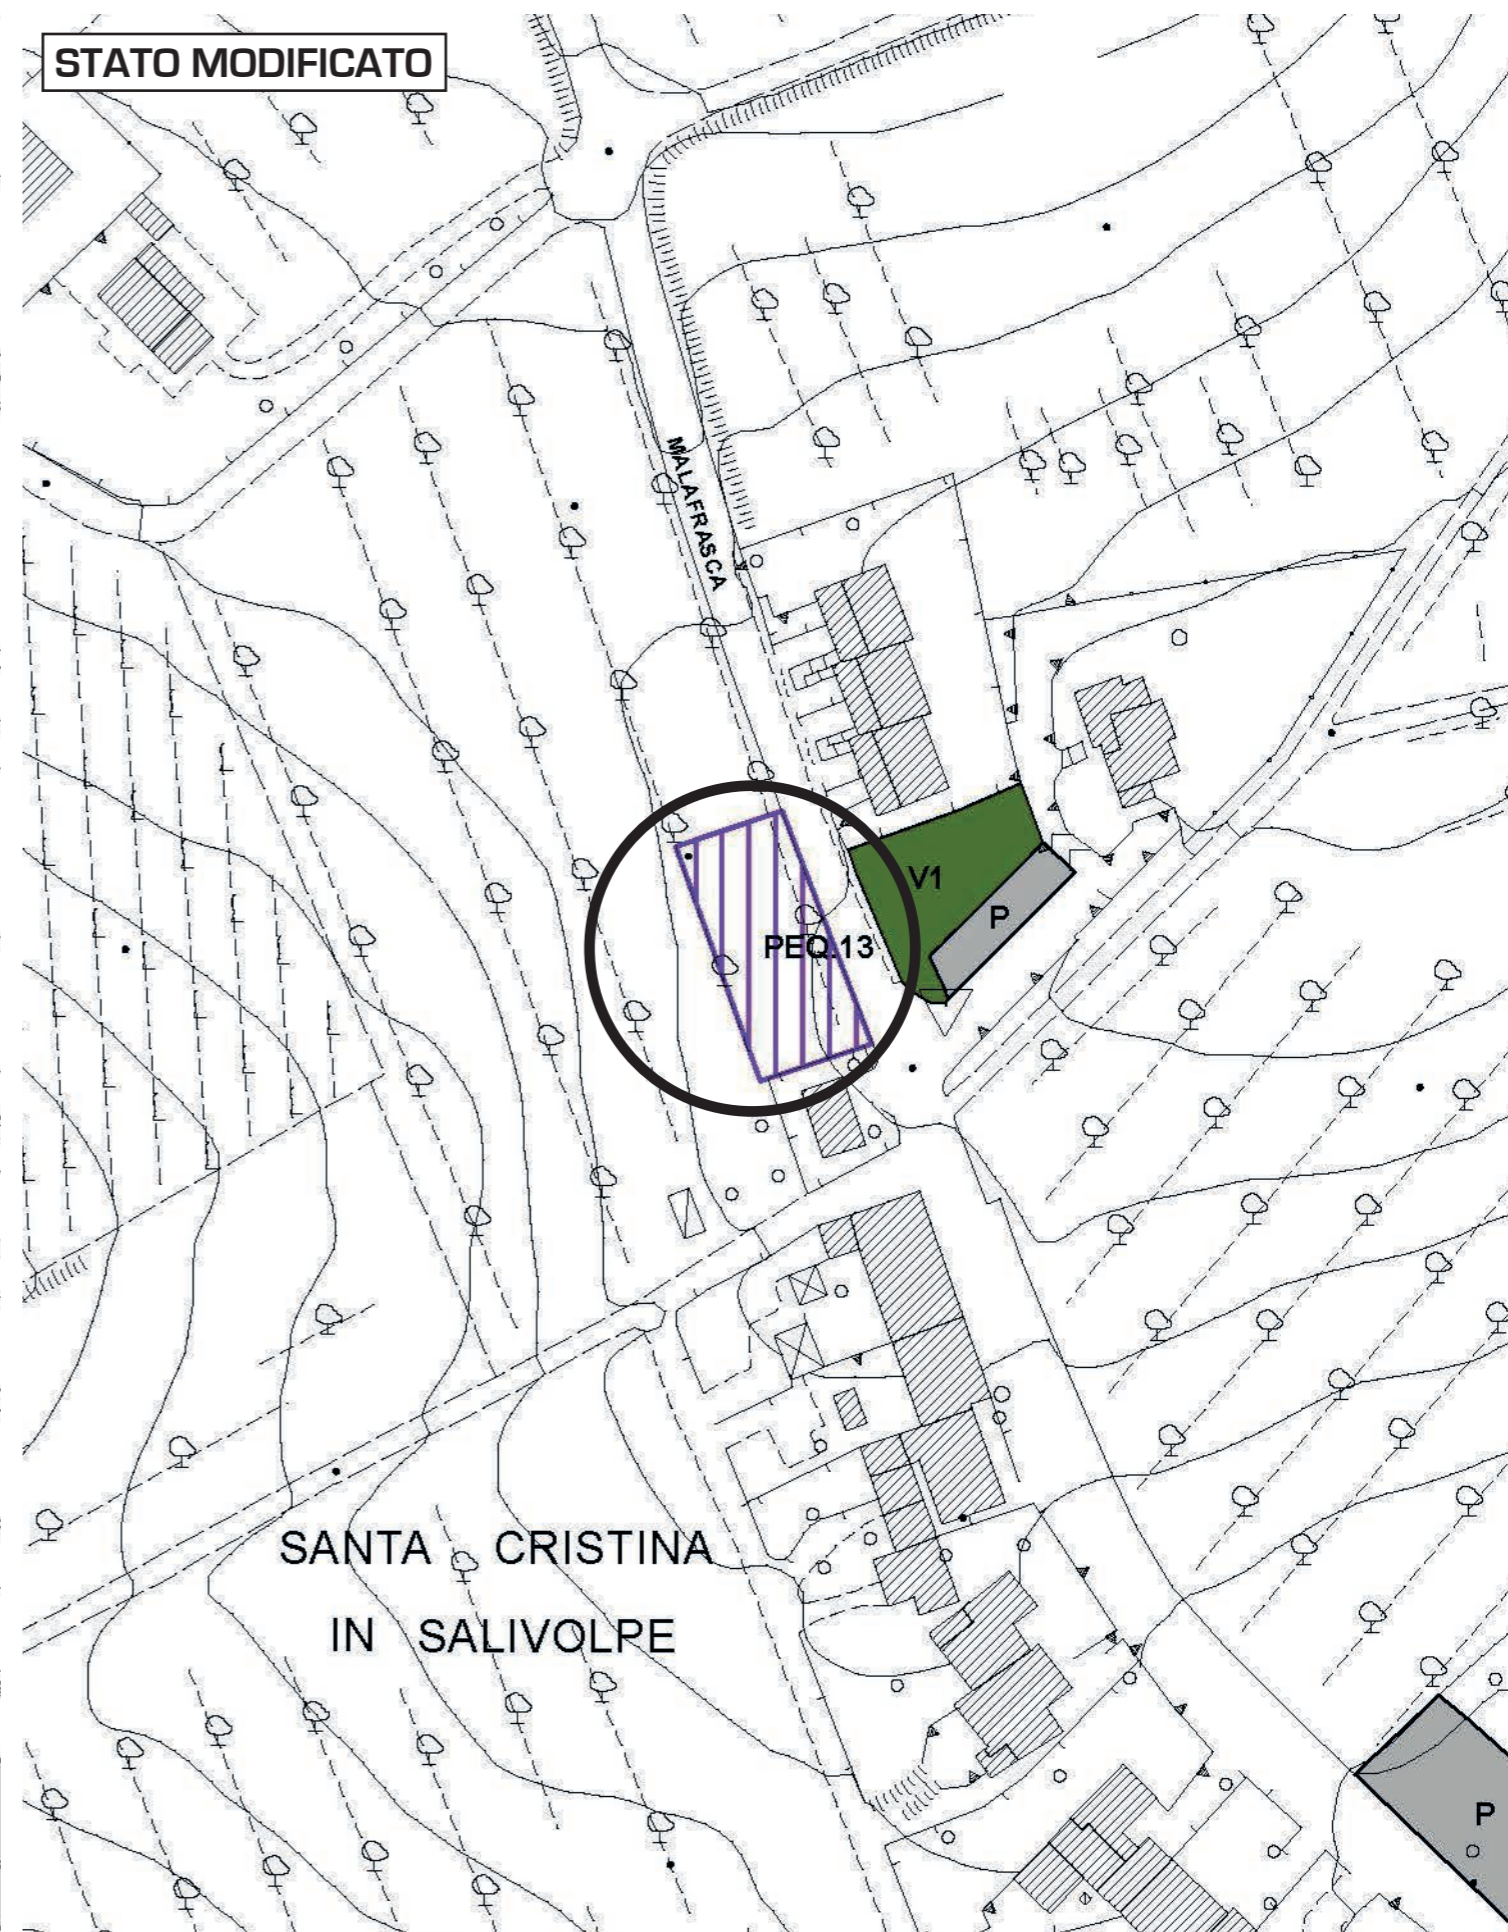 STATO MODIFICATO
MALAFRASCA
V1
P
PEQ.13
SANTA CRISTINA
IN SALIVOLPE
P